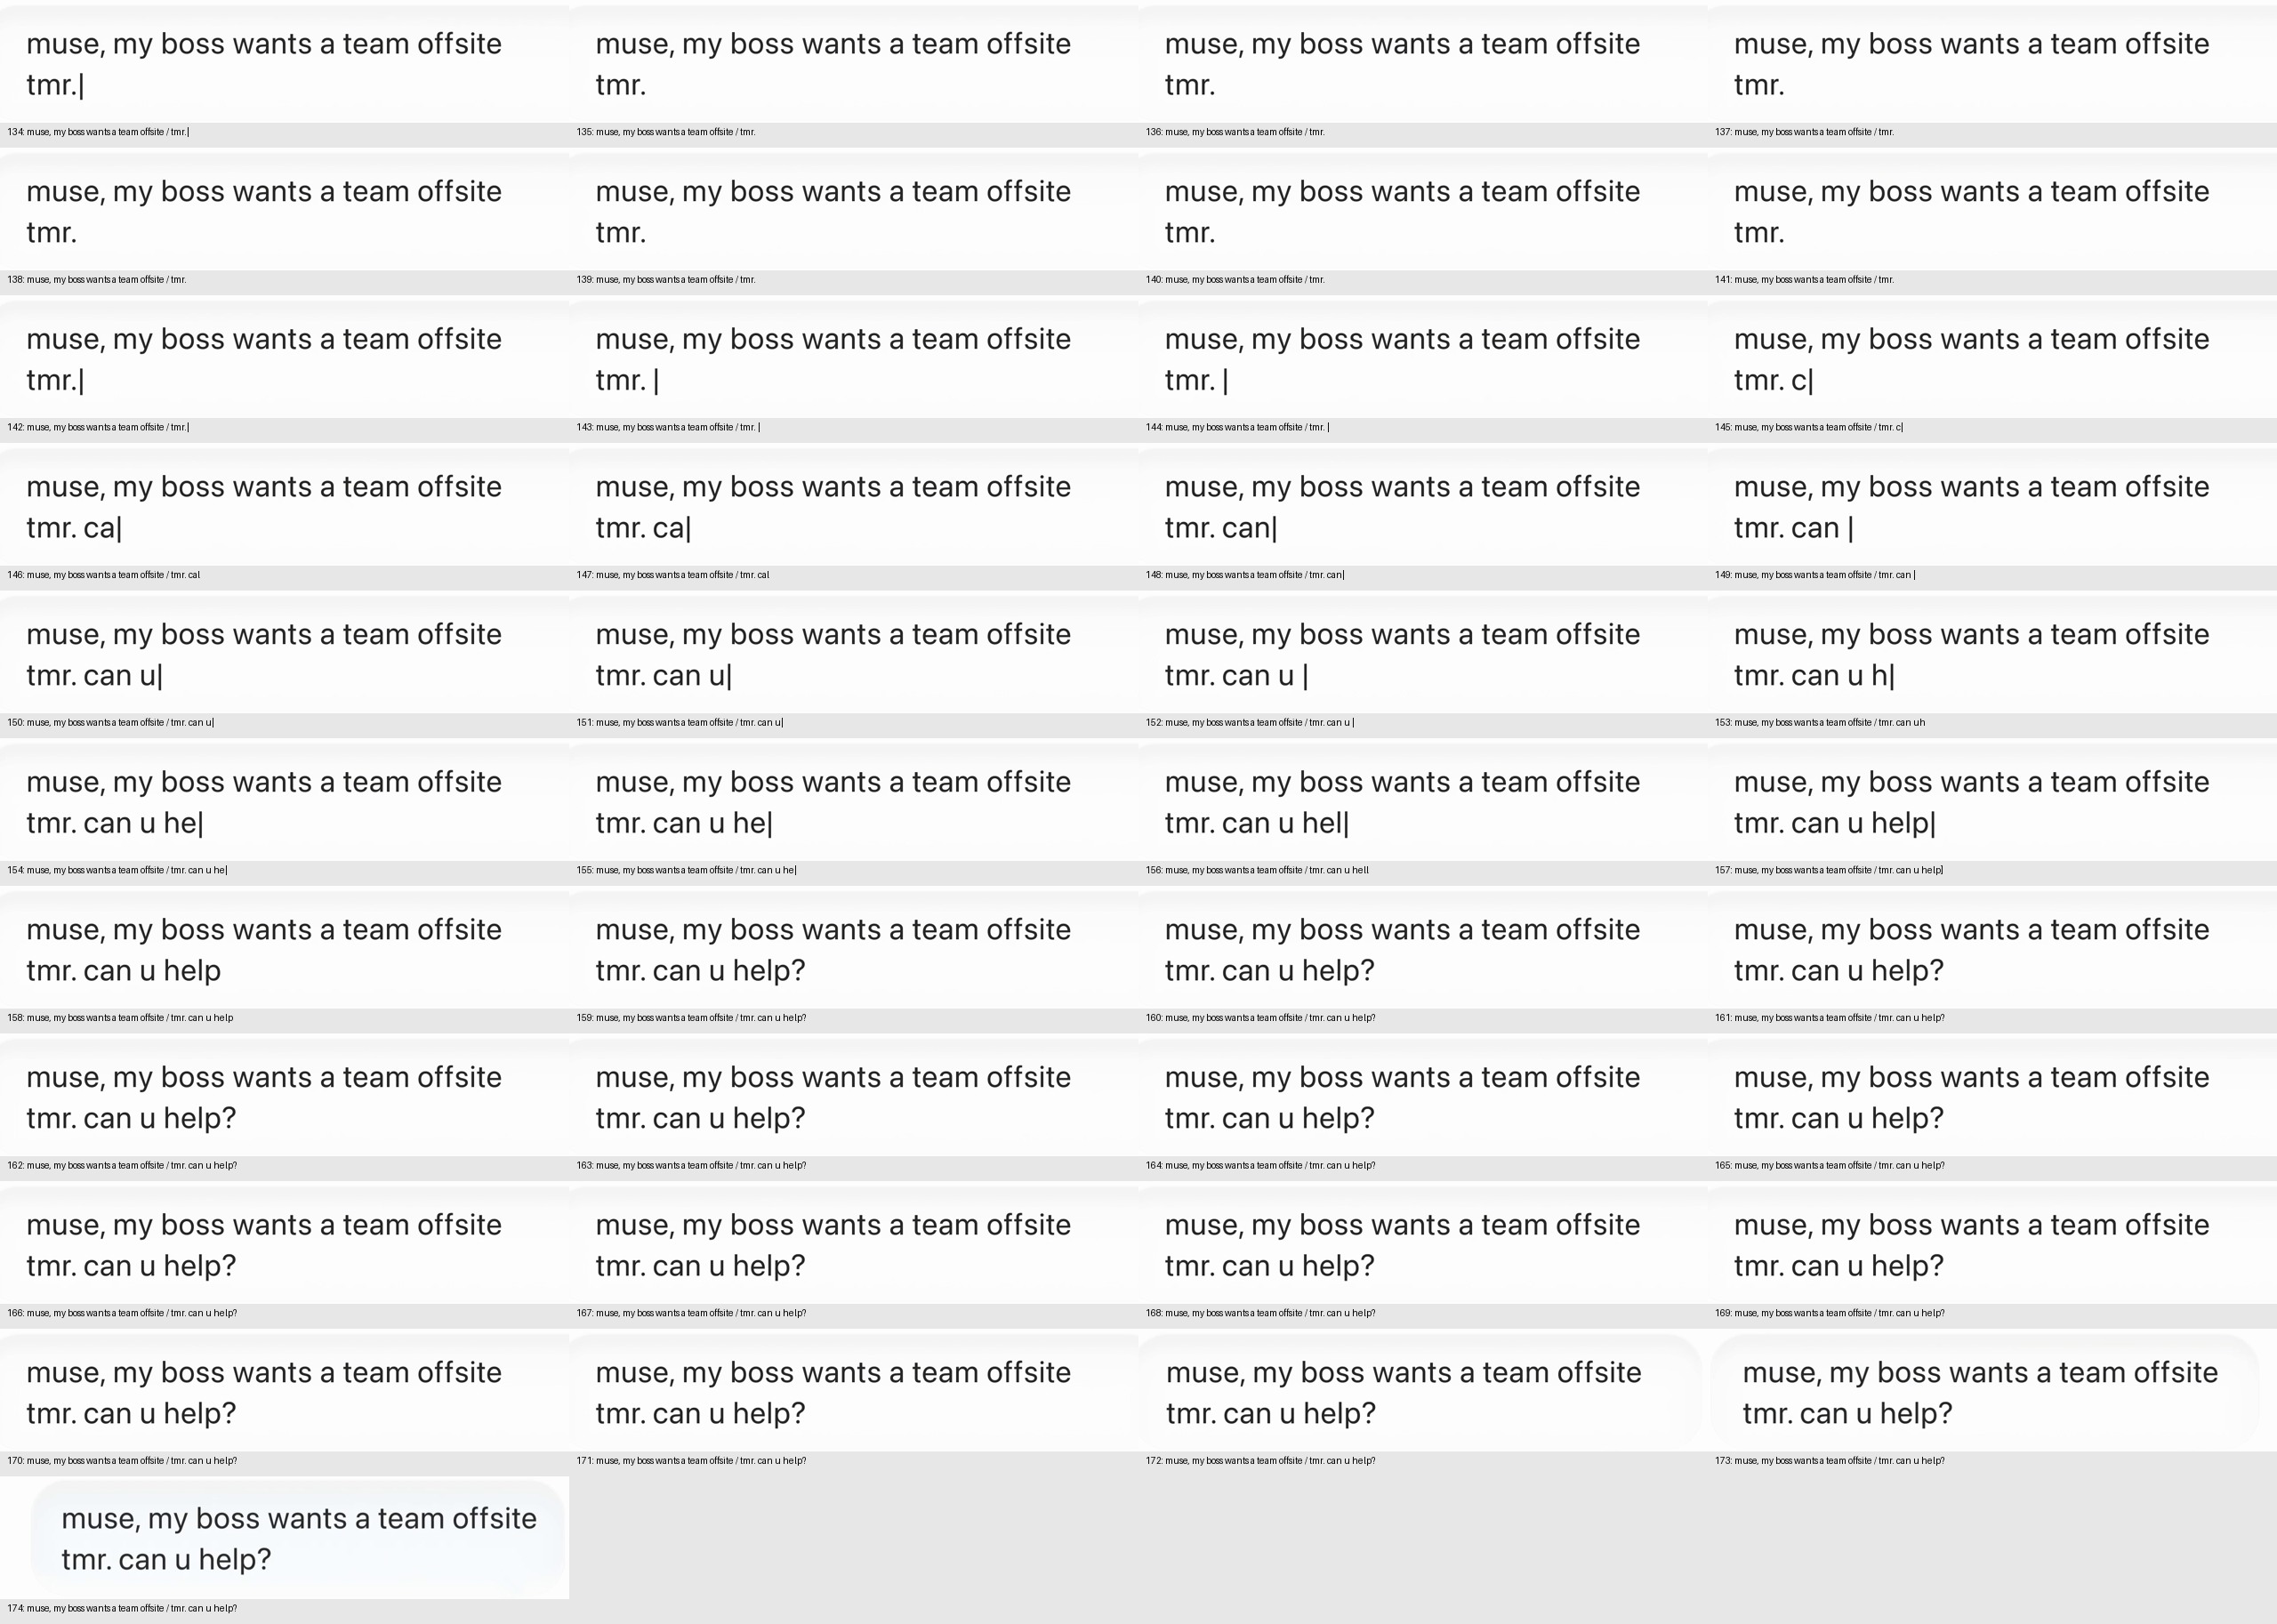 muse, my boss wants a team offsite
tmr.|
134: muse, my boss wants a team offsite / tmr.|
muse, my boss wants a team offsite
tmr.
135: muse, my boss wants a team offsite / tmr.
muse, my boss wants a team offsite
tmr.
136: muse, my boss wants a team offsite / tmr.
muse, my boss wants a team offsite
tmr.
137: muse, my boss wants a team offsite / tmr.
muse, my boss wants a team offsite
tmr.
138: muse, my boss wants a team offsite / tmr.
muse, my boss wants a team offsite
tmr.
139: muse, my boss wants a team offsite / tmr.
muse, my boss wants a team offsite
tmr.
140: muse, my boss wants a team offsite / tmr.
muse, my boss wants a team offsite
tmr.
141: muse, my boss wants a team offsite / tmr.
muse, my boss wants a team offsite
tmr.|
142: muse, my boss wants a team offsite / tmr.|
muse, my boss wants a team offsite
tmr. |
143: muse, my boss wants a team offsite / tmr. |
muse, my boss wants a team offsite
tmr. |
144: muse, my boss wants a team offsite / tmr. |
muse, my boss wants a team offsite
tmr. c|
145: muse, my boss wants a team offsite / tmr. c|
muse, my boss wants a team offsite
tmr. ca|
146: muse, my boss wants a team offsite / tmr. cal
muse, my boss wants a team offsite
tmr. ca|
147: muse, my boss wants a team offsite / tmr. cal
muse, my boss wants a team offsite
tmr. can|
148: muse, my boss wants a team offsite / tmr. can|
muse, my boss wants a team offsite
tmr. can |
149: muse, my boss wants a team offsite / tmr. can |
muse, my boss wants a team offsite
tmr. can u|
150: muse, my boss wants a team offsite / tmr. can u|
muse, my boss wants a team offsite
tmr. can u|
151: muse, my boss wants a team offsite / tmr. can u|
muse, my boss wants a team offsite
tmr. can u |
152: muse, my boss wants a team offsite / tmr. can u |
muse, my boss wants a team offsite
tmr. can u h|
153: muse, my boss wants a team offsite / tmr. can uh
muse, my boss wants a team offsite
tmr. can u he|
154: muse, my boss wants a team offsite / tmr. can u he|
muse, my boss wants a team offsite
tmr. can u he|
155: muse, my boss wants a team offsite / tmr. can u he|
muse, my boss wants a team offsite
tmr. can u hel|
156: muse, my boss wants a team offsite / tmr. can u hell
muse, my boss wants a team offsite
tmr. can u help|
157: muse, my boss wants a team offsite / tmr. can u help]
muse, my boss wants a team offsite
tmr. can u help
158: muse, my boss wants a team offsite / tmr. can u help
muse, my boss wants a team offsite
tmr. can u help?
159: muse, my boss wants a team offsite / tmr. can u help?
muse, my boss wants a team offsite
tmr. can u help?
160: muse, my boss wants a team offsite / tmr. can u help?
muse, my boss wants a team offsite
tmr. can u help?
161: muse, my boss wants a team offsite / tmr. can u help?
muse, my boss wants a team offsite
tmr. can u help?
162: muse, my boss wants a team offsite / tmr. can u help?
muse, my boss wants a team offsite
tmr. can u help?
163: muse, my boss wants a team offsite / tmr. can u help?
muse, my boss wants a team offsite
tmr. can u help?
164: muse, my boss wants a team offsite / tmr. can u help?
muse, my boss wants a team offsite
tmr. can u help?
165: muse, my boss wants a team offsite / tmr. can u help?
muse, my boss wants a team offsite
tmr. can u help?
166: muse, my boss wants a team offsite / tmr. can u help?
muse, my boss wants a team offsite
tmr. can u help?
167: muse, my boss wants a team offsite / tmr. can u help?
muse, my boss wants a team offsite
tmr. can u help?
168: muse, my boss wants a team offsite / tmr. can u help?
muse, my boss wants a team offsite
tmr. can u help?
169: muse, my boss wants a team offsite / tmr. can u help?
muse, my boss wants a team offsite
tmr. can u help?
170: muse, my boss wants a team offsite / tmr. can u help?
muse, my boss wants a team offsite
tmr. can u help?
171: muse, my boss wants a team offsite / tmr. can u help?
muse, my boss wants a team offsite
tmr. can u help?
172: muse, my boss wants a team offsite / tmr. can u help?
muse, my boss wants a team offsite
tmr. can u help?
173: muse, my boss wants a team offsite / tmr. can u help?
muse, my boss wants a team offsite
tmr. can u help?
174: muse, my boss wants a team offsite / tmr. can u help?